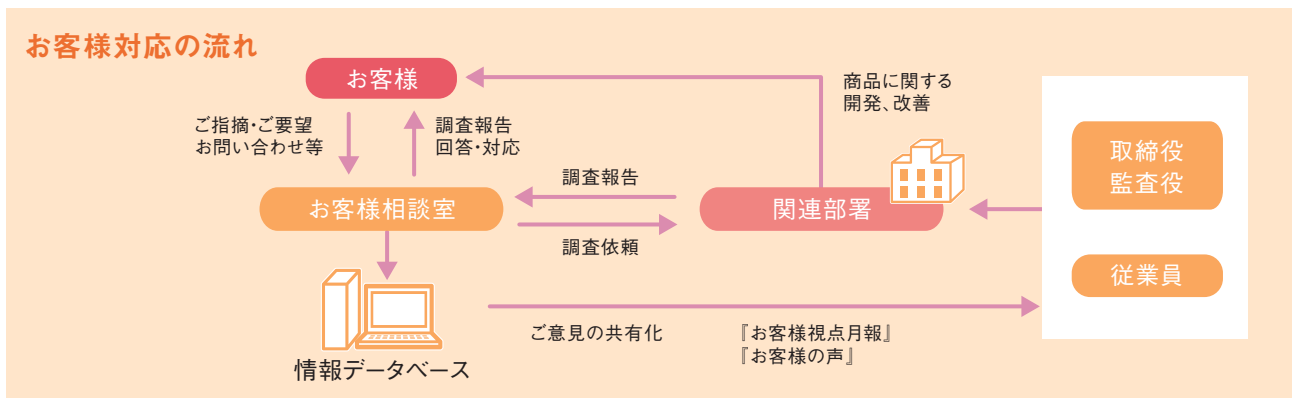 お客様対応の流れ
お客様
商品に関する
開発、改善
ご指摘・ご要望
お問い合わせ等
調査報告
回答・対応
取締役
監査役
調査報告
お客様相談室
関連部署
調査依頼
従業員
ご意見の共有化
『お客様視点月報』
『お客様の声』
情報データベース